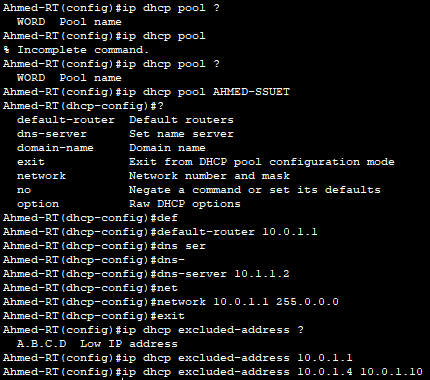 Ahmed-RT(config)#ip dhcp pool ?
  WORD  Pool name
Ahmed-RT(config)#ip dhcp pool
% Incomplete command.
Ahmed-RT(config)#ip dhcp pool ?
  WORD  Pool name
Ahmed-RT(config)#ip dhcp pool AHMED-SSUET
Ahmed-RT(dhcp-config)#?
  default-router  Default routers
  dns-server      Set name server
  domain-name     Domain name
  exit            Exit from DHCP pool configuration mode
  network         Network number and mask
  no              Negate a command or set its defaults
  option          Raw DHCP options
Ahmed-RT(dhcp-config)#def
Ahmed-RT(dhcp-config)#default-router 10.0.1.1
Ahmed-RT(dhcp-config)#dns ser
Ahmed-RT(dhcp-config)#dns-
Ahmed-RT(dhcp-config)#dns-server 10.1.1.2
Ahmed-RT(dhcp-config)#net
Ahmed-RT(dhcp-config)#network 10.0.1.1 255.0.0.0
Ahmed-RT(dhcp-config)#exit
Ahmed-RT(config)#ip dhcp excluded-address ?
  A.B.C.D  Low IP address
Ahmed-RT(config)#ip dhcp excluded-address 10.0.1.1
Ahmed-RT(config)#ip dhcp excluded-address 10.0.1.4 10.0.1.10